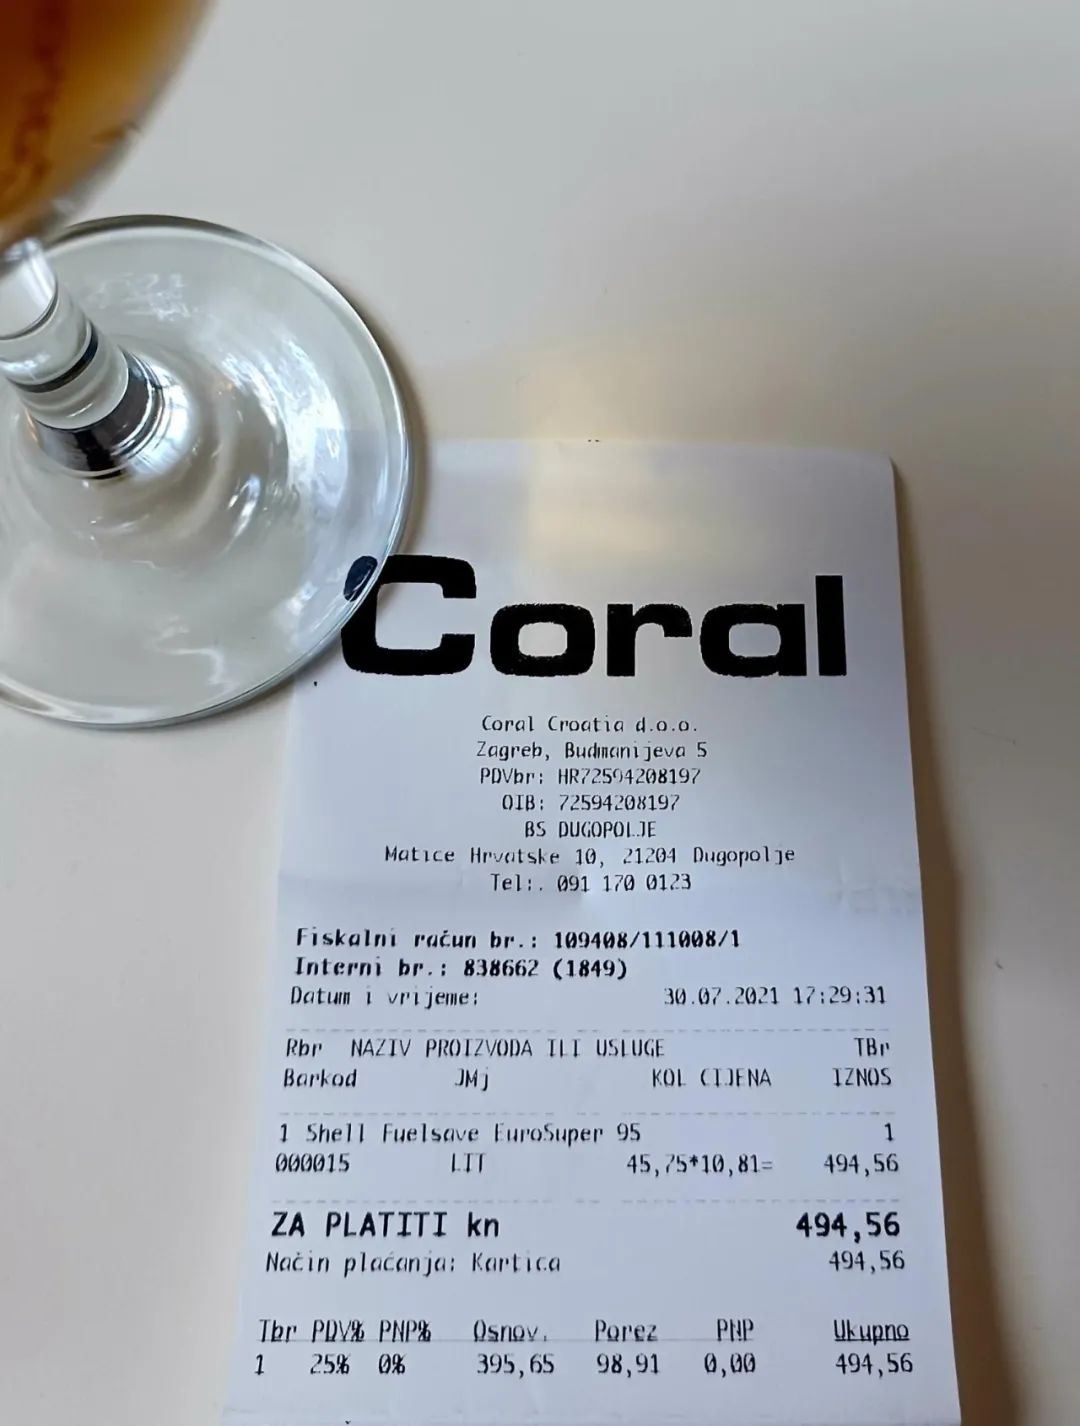 Coral
Coral Croatia d.o.o.
Zagreb, Budmanijeva 5
PDVbr: HR72594208197
OIB: 72594208197
BS DUGOPOLJE
Matice Hrvatske 10, 21204 Dugopolje
Tel:. 091 170 0123
Fiskalni račun br.: 109408/111008/1
Interni br.: 838662 (1849)
Datum i vrijeme: 30.07.2021 17:29:31
Rbr NAZIV PROIZVODA ILI USLUGE TBr
Barkod JMj KOL CIJENA IZNOS
1 Shell Fuelsave EuroSuper 95 1
000015 LIT 45,75*10,81= 494,56
ZA PLATITI kn 494,56
Način plaćanja: Kartica 494,56
Tbr PDV% PNP% Osnov. Porez PNP Ukupno
1 25% 0% 395,65 98,91 0,00 494,56